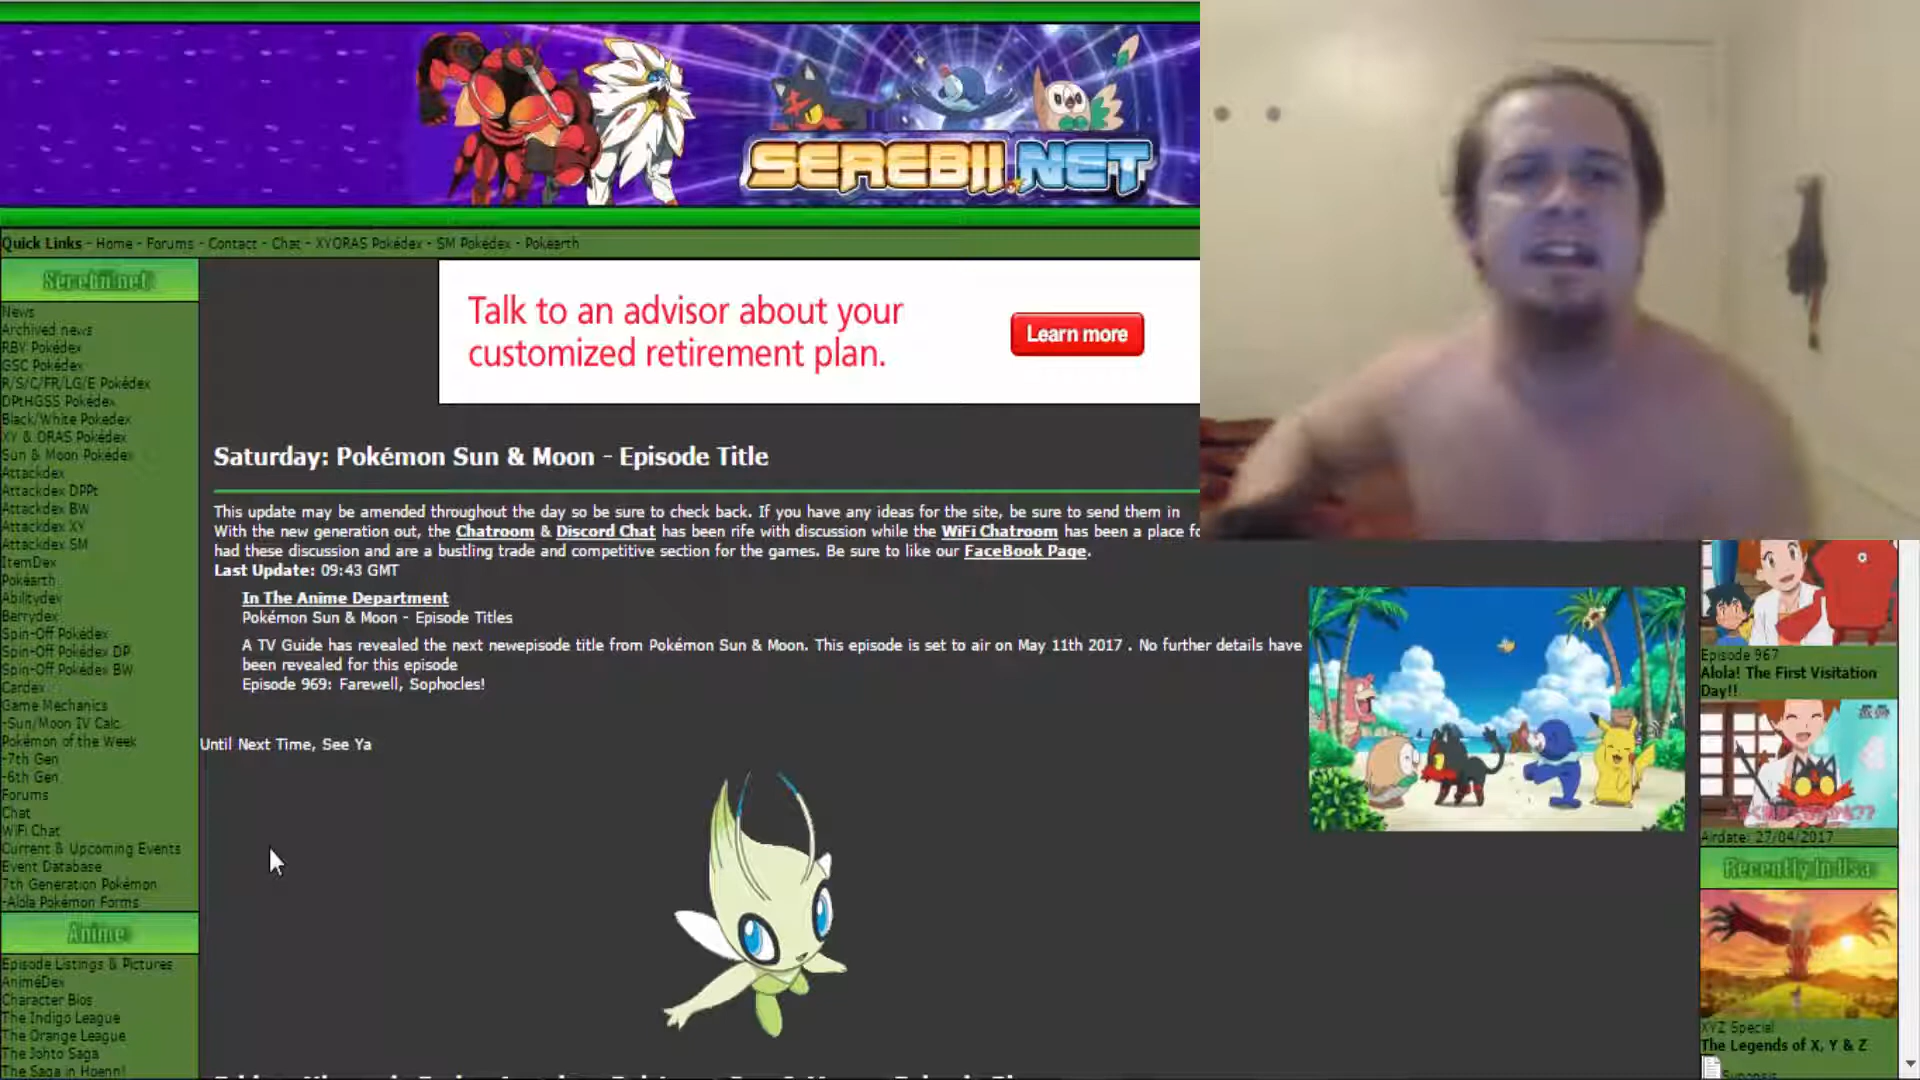 SEREBII.NET
Quick Links - Home - Forums - Contact - Chat - XYORAS Pokédex - SM Pokédex - Pokéarth
Serebii.net
News
Archived news
RBY Pokédex
GSC Pokédex
R/S/C/FR/LG/E Pokédex
DPtHGSS Pokédex
Black/White Pokédex
XY & ORAS Pokédex
Sun & Moon Pokédex
Attackdex
Attackdex DPPt
Attackdex BW
Attackdex XY
Attackdex SM
ItemDex
Pokéarth
Abilitydex
Berrydex
Spin-Off Pokédex
Spin-Off Pokédex DP
Spin-Off Pokédex BW
Cardex
Game Mechanics
-Sun/Moon IV Calc.
Pokémon of the Week
-7th Gen
-6th Gen
Forums
Chat
WiFi Chat
Current & Upcoming Events
Event Database
7th Generation Pokémon
-Alola Pokémon Forms
Anime
Episode Listings & Pictures
AniméDex
Character Bios
The Indigo League
The Orange League
The Johto Saga
The Saga in Hoenn!
Talk to an advisor about your
customized retirement plan.
Learn more
Saturday: Pokémon Sun & Moon - Episode Title
This update may be amended throughout the day so be sure to check back. If you have any ideas for the site, be sure to send them in
With the new generation out, the Chatroom & Discord Chat has been rife with discussion while the WiFi Chatroom has been a place
had these discussion and are a bustling trade and competitive section for the games. Be sure to like our FaceBook Page.
Last Update: 09:43 GMT
In The Anime Department
Pokémon Sun & Moon - Episode Titles
A TV Guide has revealed the next newepisode title from Pokémon Sun & Moon. This episode is set to air on May 11th 2017 . No further details have
been revealed for this episode
Episode 969: Farewell, Sophocles!
Until Next Time, See Ya
Episode 967
Alola! The First Visitation
Day!!
Airdate: 27/04/2017
Recently In Usa
XYZ Special
The Legends of X, Y & Z
Synopsis